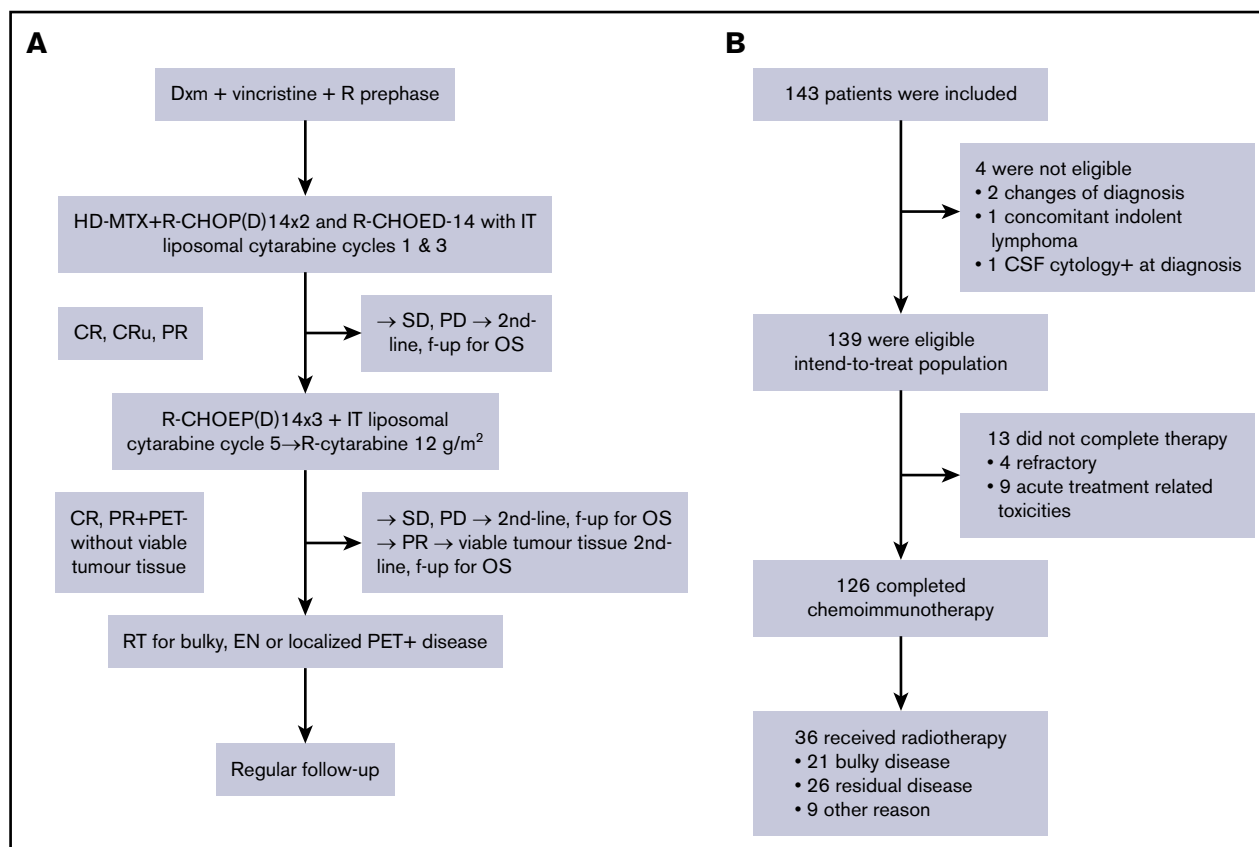 A
Dxm + vincristine + R prephase
HD-MTX+R-CHOP(D)14x2 and R-CHOED-14 with IT
liposomal cytarabine cycles 1 & 3
CR, CRu, PR
→ SD, PD → 2nd-
line, f-up for OS
R-CHOEP(D)14x3 + IT liposomal
cytarabine cycle 5→R-cytarabine 12 g/m²
CR, PR+PET-
without viable
tumour tissue
→ SD, PD → 2nd-line, f-up for OS
→ PR → viable tumour tissue 2nd-
line, f-up for OS
RT for bulky, EN or localized PET+ disease
Regular follow-up
B
143 patients were included
4 were not eligible
• 2 changes of diagnosis
• 1 concomitant indolent
lymphoma
• 1 CSF cytology+ at diagnosis
139 were eligible
intend-to-treat population
13 did not complete therapy
• 4 refractory
• 9 acute treatment related
toxicities
126 completed
chemoimmunotherapy
36 received radiotherapy
• 21 bulky disease
• 26 residual disease
• 9 other reason